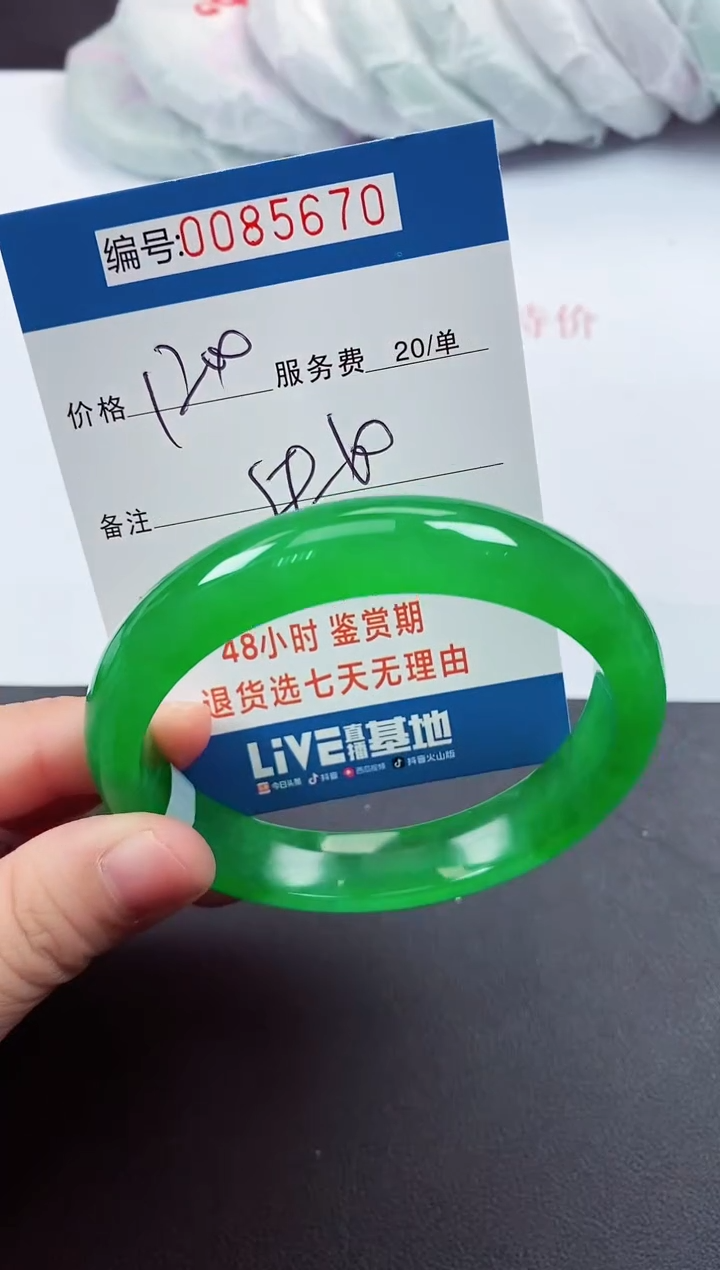 编号:0085670
特价
价格 1200 服务费 20/单
备注
48小时 鉴赏期
退货选七天无理由
LiVE直播基地
今日头条 抖音 西瓜视频 抖音火山版